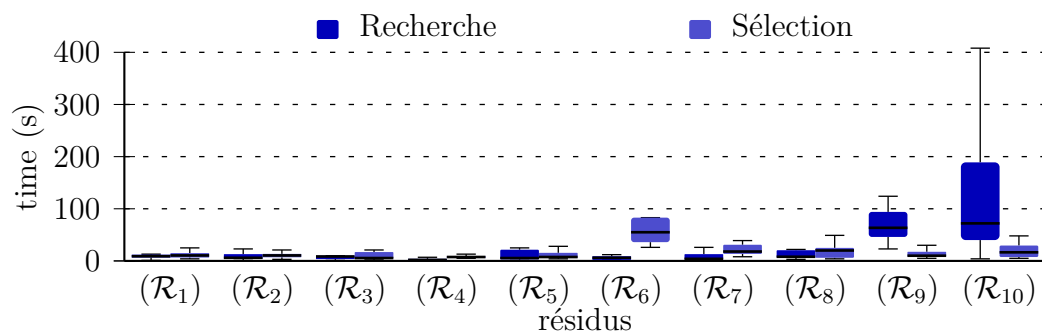 Recherche Sélection
400
300
200
100
0
time (s)
(ℛ₁) (ℛ₂) (ℛ₃) (ℛ₄) (ℛ₅) (ℛ₆) (ℛ₇) (ℛ₈) (ℛ₉) (ℛ₁₀)
résidus